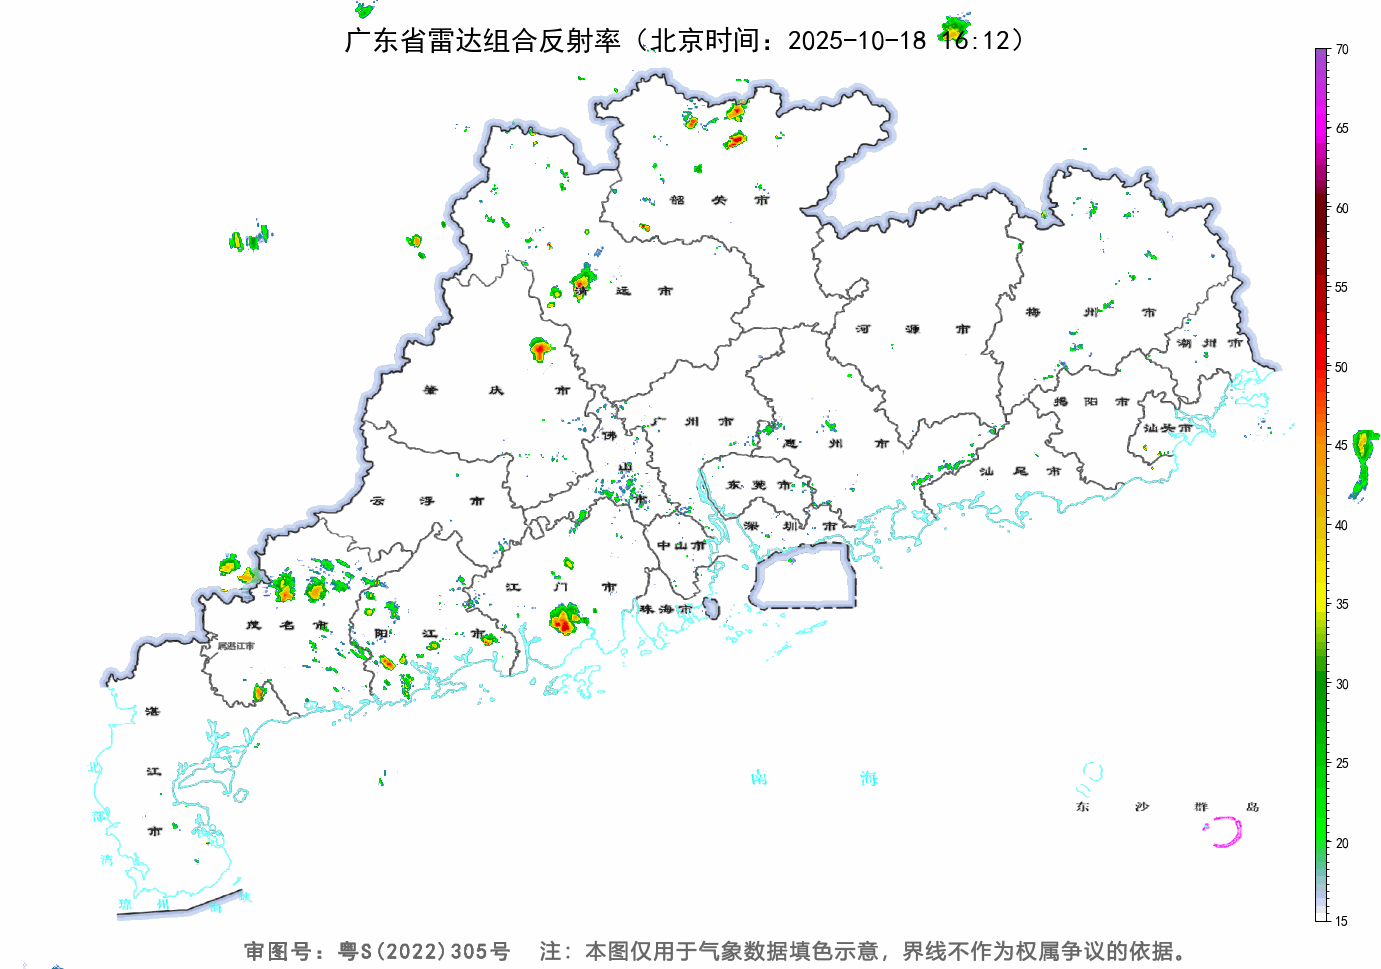 广东省雷达组合反射率（北京时间：2025-10-18 16:12）
70
65
60
55
50
45
40
35
30
25
20
15
韶关市
清远市
梅州市
河源市
潮州市
肇庆市
揭阳市
广州市
汕头市
佛山市
惠州市
汕尾市
东莞市
云浮市
深圳市
中山市
江门市
珠海市
茂名市
阳江市
属湛江市
湛江市
北部湾
南海
东沙群岛
琼州海峡
审图号：粤S(2022)305号 注：本图仅用于气象数据填色示意，界线不作为权属争议的依据。